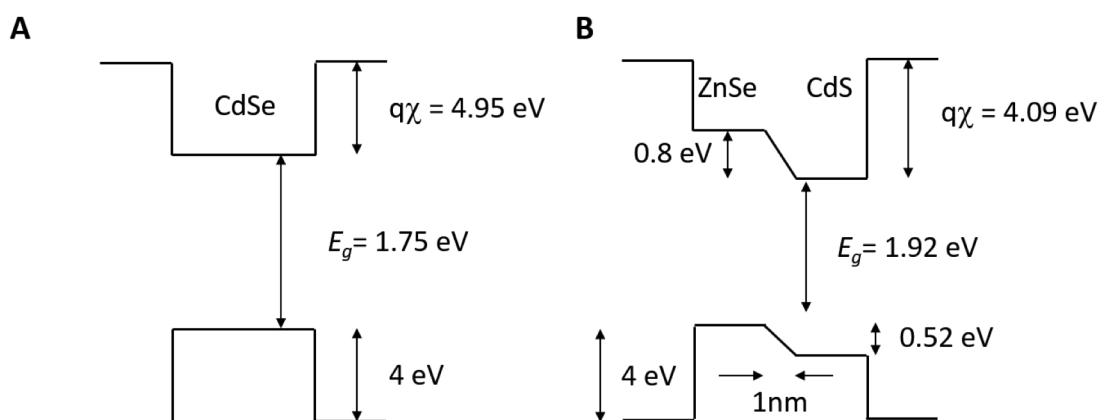 A
CdSe
qχ = 4.95 eV
Eg= 1.75 eV
4 eV
B
ZnSe
CdS
qχ = 4.09 eV
0.8 eV
Eg= 1.92 eV
0.52 eV
4 eV
1nm